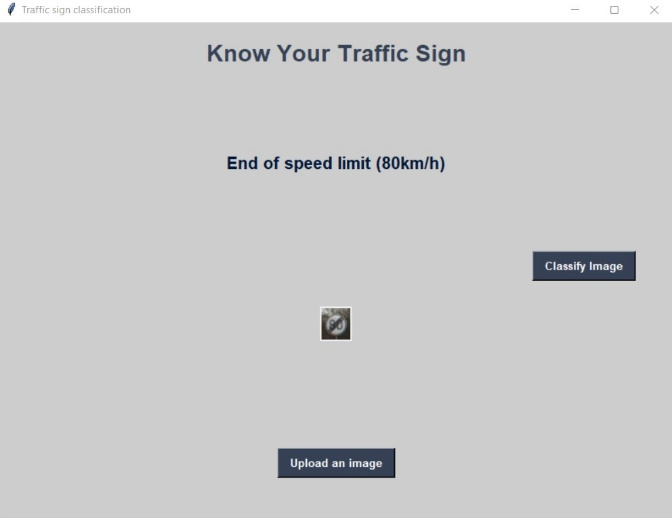 Traffic sign classification
Know Your Traffic Sign
End of speed limit (80km/h)
Classify Image
Upload an image